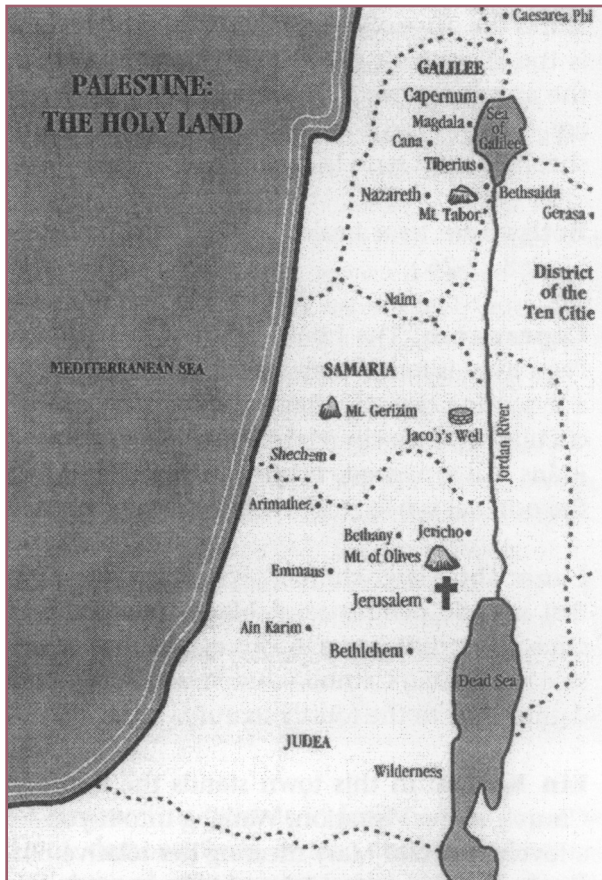 Caesarea Phi
PALESTINE:
THE HOLY LAND
GALILEE
Capernum
Magdala
Sea
of
Galilee
Cana
Tiberius
Nazareth
Bethsaida
Mt. Tabor
Gerasa
District
of the
Ten Citie
Naim
MEDITERRANEAN SEA
SAMARIA
Mt. Gerizim
Jacob's Well
Jordan River
Shechem
Arimathea
Bethany
Jericho
Mt. of Olives
Emmaus
Jerusalem
Ain Karim
Bethlehem
Dead Sea
JUDEA
Wilderness